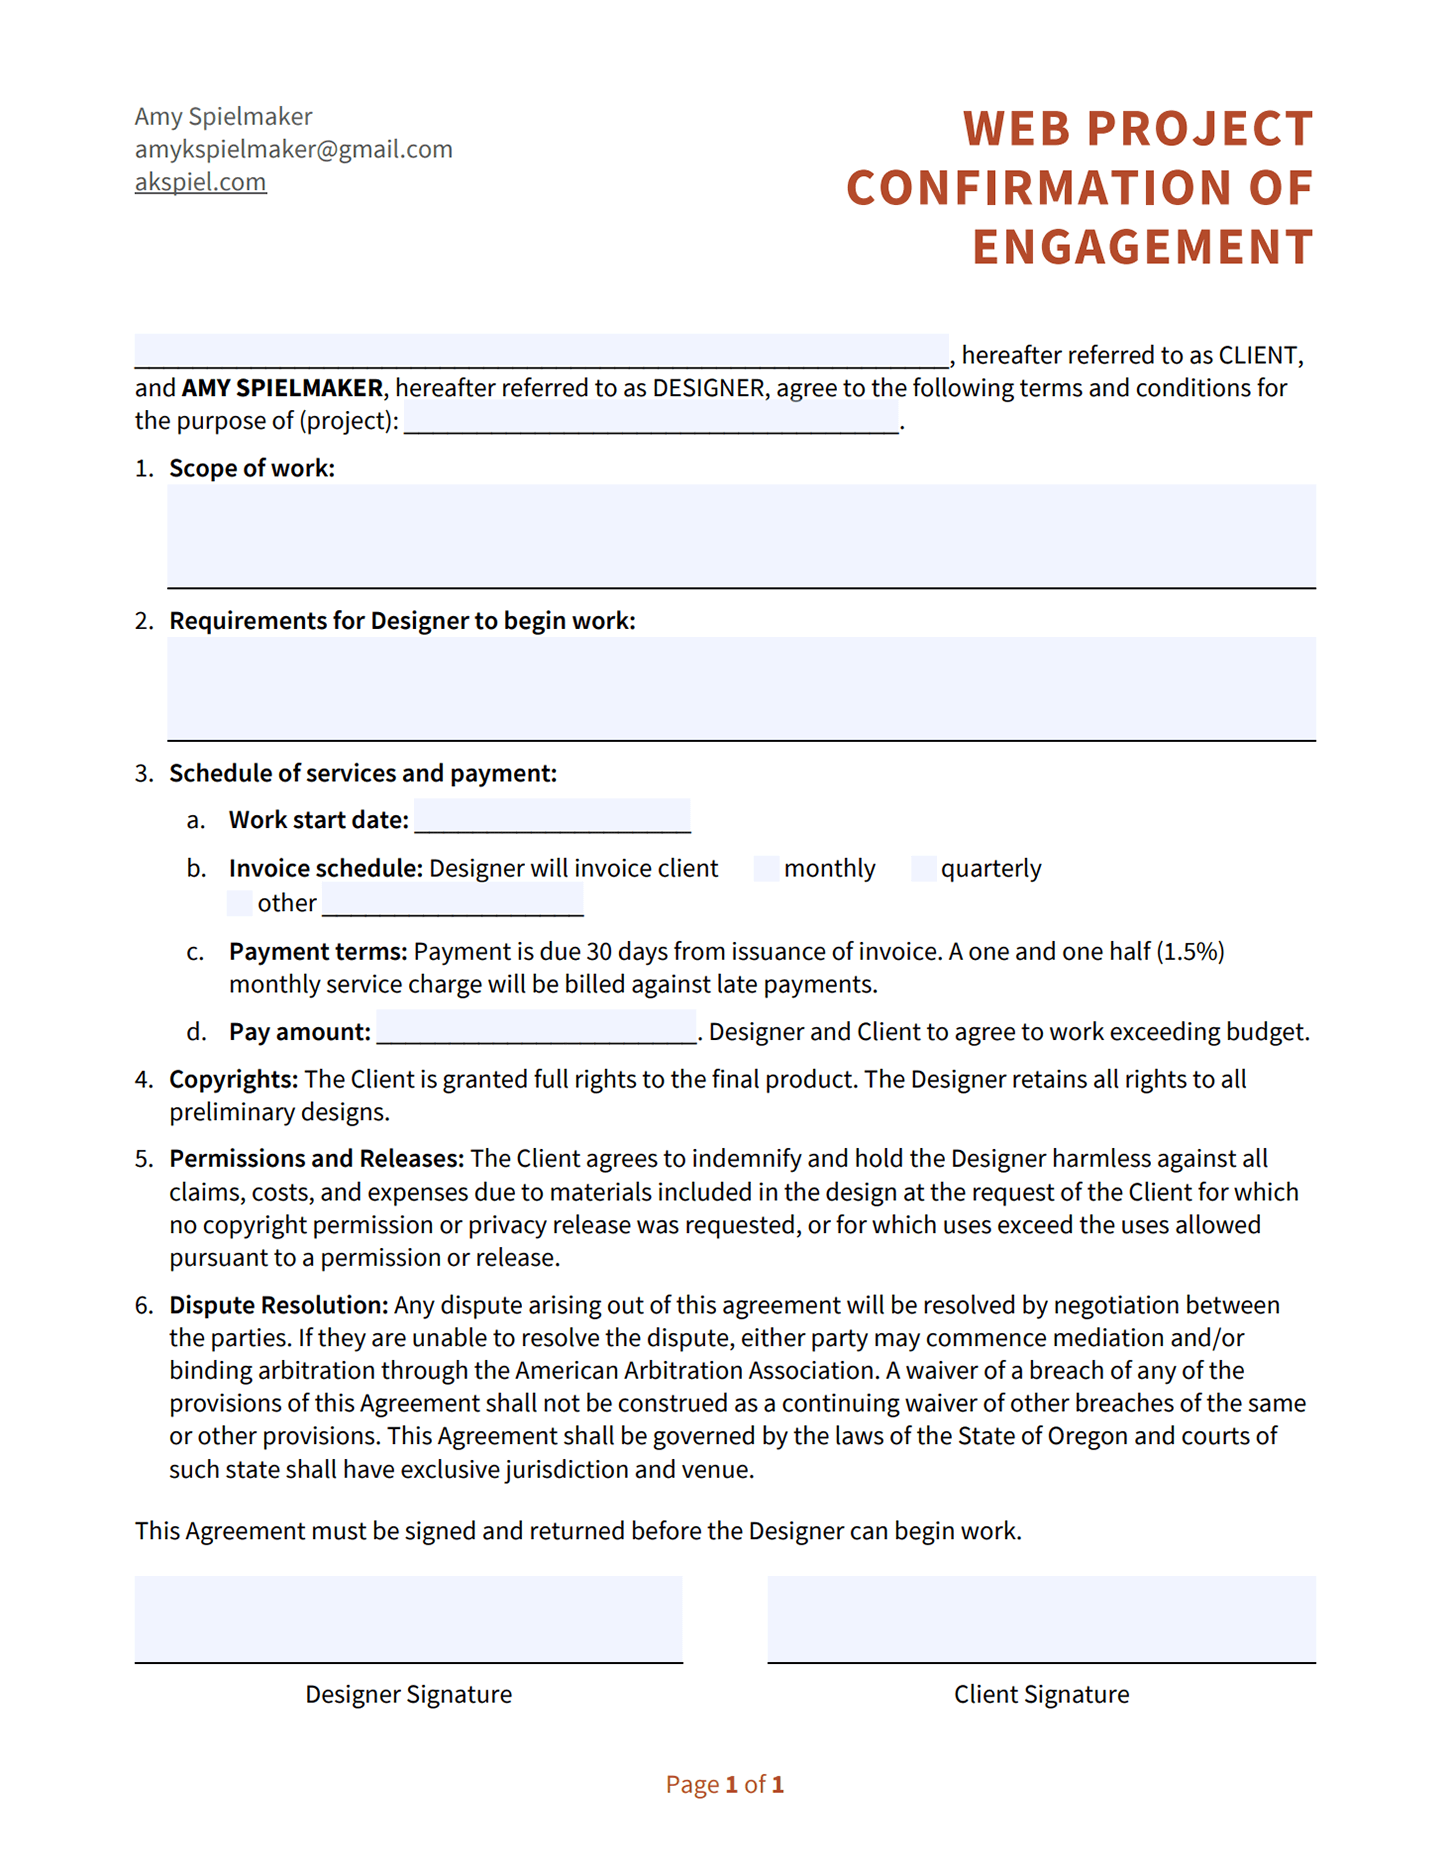 Amy Spielmaker
amykspielmaker@gmail.com
akspiel.com
WEB PROJECT
CONFIRMATION OF
ENGAGEMENT
, hereafter referred to as CLIENT,
and AMY SPIELMAKER, hereafter referred to as DESIGNER, agree to the following terms and conditions for
the purpose of (project): .
1. Scope of work:
2. Requirements for Designer to begin work:
3. Schedule of services and payment:
a. Work start date:
b. Invoice schedule: Designer will invoice client monthly quarterly
other
c. Payment terms: Payment is due 30 days from issuance of invoice. A one and one half (1.5%)
monthly service charge will be billed against late payments.
d. Pay amount: . Designer and Client to agree to work exceeding budget.
4. Copyrights: The Client is granted full rights to the final product. The Designer retains all rights to all
preliminary designs.
5. Permissions and Releases: The Client agrees to indemnify and hold the Designer harmless against all
claims, costs, and expenses due to materials included in the design at the request of the Client for which
no copyright permission or privacy release was requested, or for which uses exceed the uses allowed
pursuant to a permission or release.
6. Dispute Resolution: Any dispute arising out of this agreement will be resolved by negotiation between
the parties. If they are unable to resolve the dispute, either party may commence mediation and/or
binding arbitration through the American Arbitration Association. A waiver of a breach of any of the
provisions of this Agreement shall not be construed as a continuing waiver of other breaches of the same
or other provisions. This Agreement shall be governed by the laws of the State of Oregon and courts of
such state shall have exclusive jurisdiction and venue.
This Agreement must be signed and returned before the Designer can begin work.
Designer Signature
Client Signature
Page 1 of 1